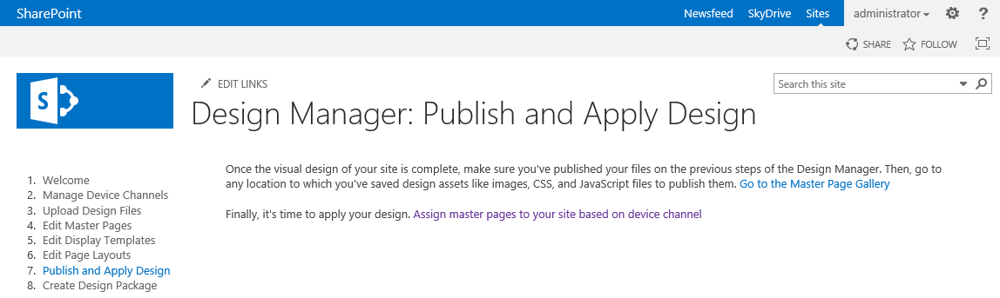 SharePoint
Newsfeed SkyDrive Sites administrator ?
SHARE FOLLOW
S
EDIT LINKS
Search this site
Design Manager: Publish and Apply Design
Once the visual design of your site is complete, make sure you've published your files on the previous steps of the Design Manager. Then, go to
any location to which you've saved design assets like images, CSS, and JavaScript files to publish them. Go to the Master Page Gallery
Finally, it's time to apply your design. Assign master pages to your site based on device channel
1. Welcome
2. Manage Device Channels
3. Upload Design Files
4. Edit Master Pages
5. Edit Display Templates
6. Edit Page Layouts
7. Publish and Apply Design
8. Create Design Package